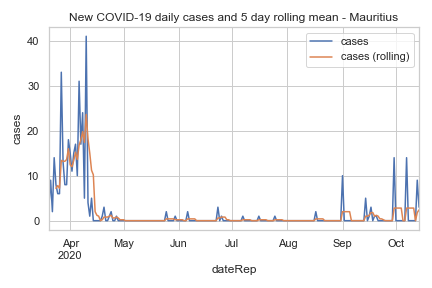 New COVID-19 daily cases and 5 day rolling mean - Mauritius
cases
cases (rolling)
40
30
20
10
0
cases
Apr May Jun Jul Aug Sep Oct
2020
dateRep